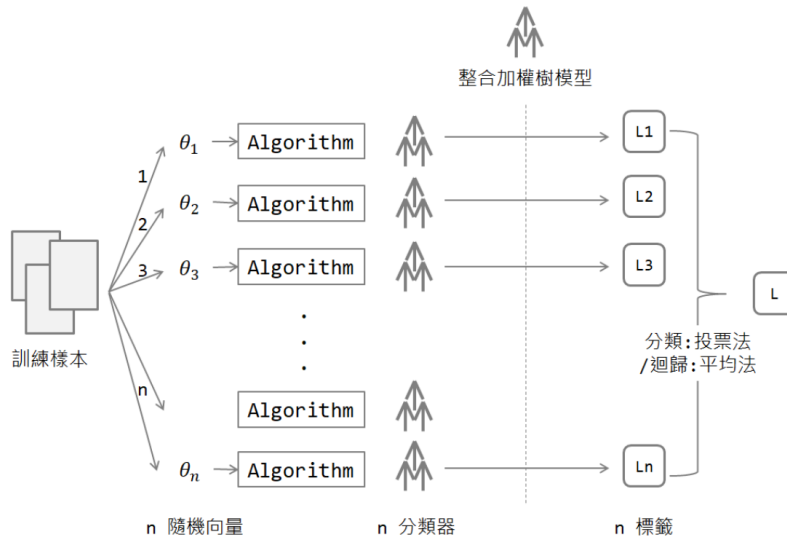 整合加權樹模型
1 θ1 Algorithm L1
2 θ2 Algorithm L2
3 θ3 Algorithm L3
L
訓練樣本
分類:投票法
/迴歸:平均法
n Algorithm
θn Algorithm Ln
n 隨機向量 n 分類器 n 標籤